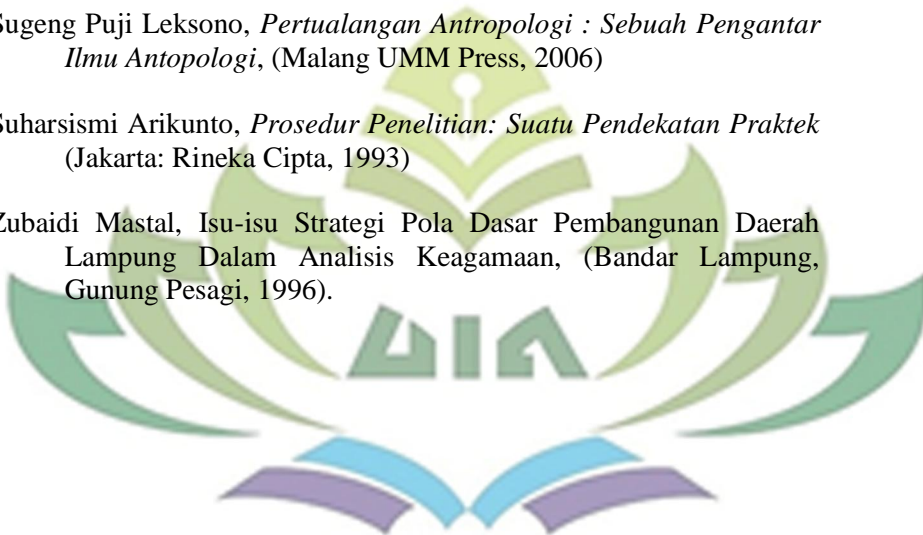 Sugeng Puji Leksono, Pertualangan Antropologi : Sebuah Pengantar
Ilmu Antopologi, (Malang UMM Press, 2006)
Suharsismi Arikunto, Prosedur Penelitian: Suatu Pendekatan Praktek
(Jakarta: Rineka Cipta, 1993)
Zubaidi Mastal, Isu-isu Strategi Pola Dasar Pembangunan Daerah
Lampung Dalam Analisis Keagamaan, (Bandar Lampung,
Gunung Pesagi, 1996).
UIN